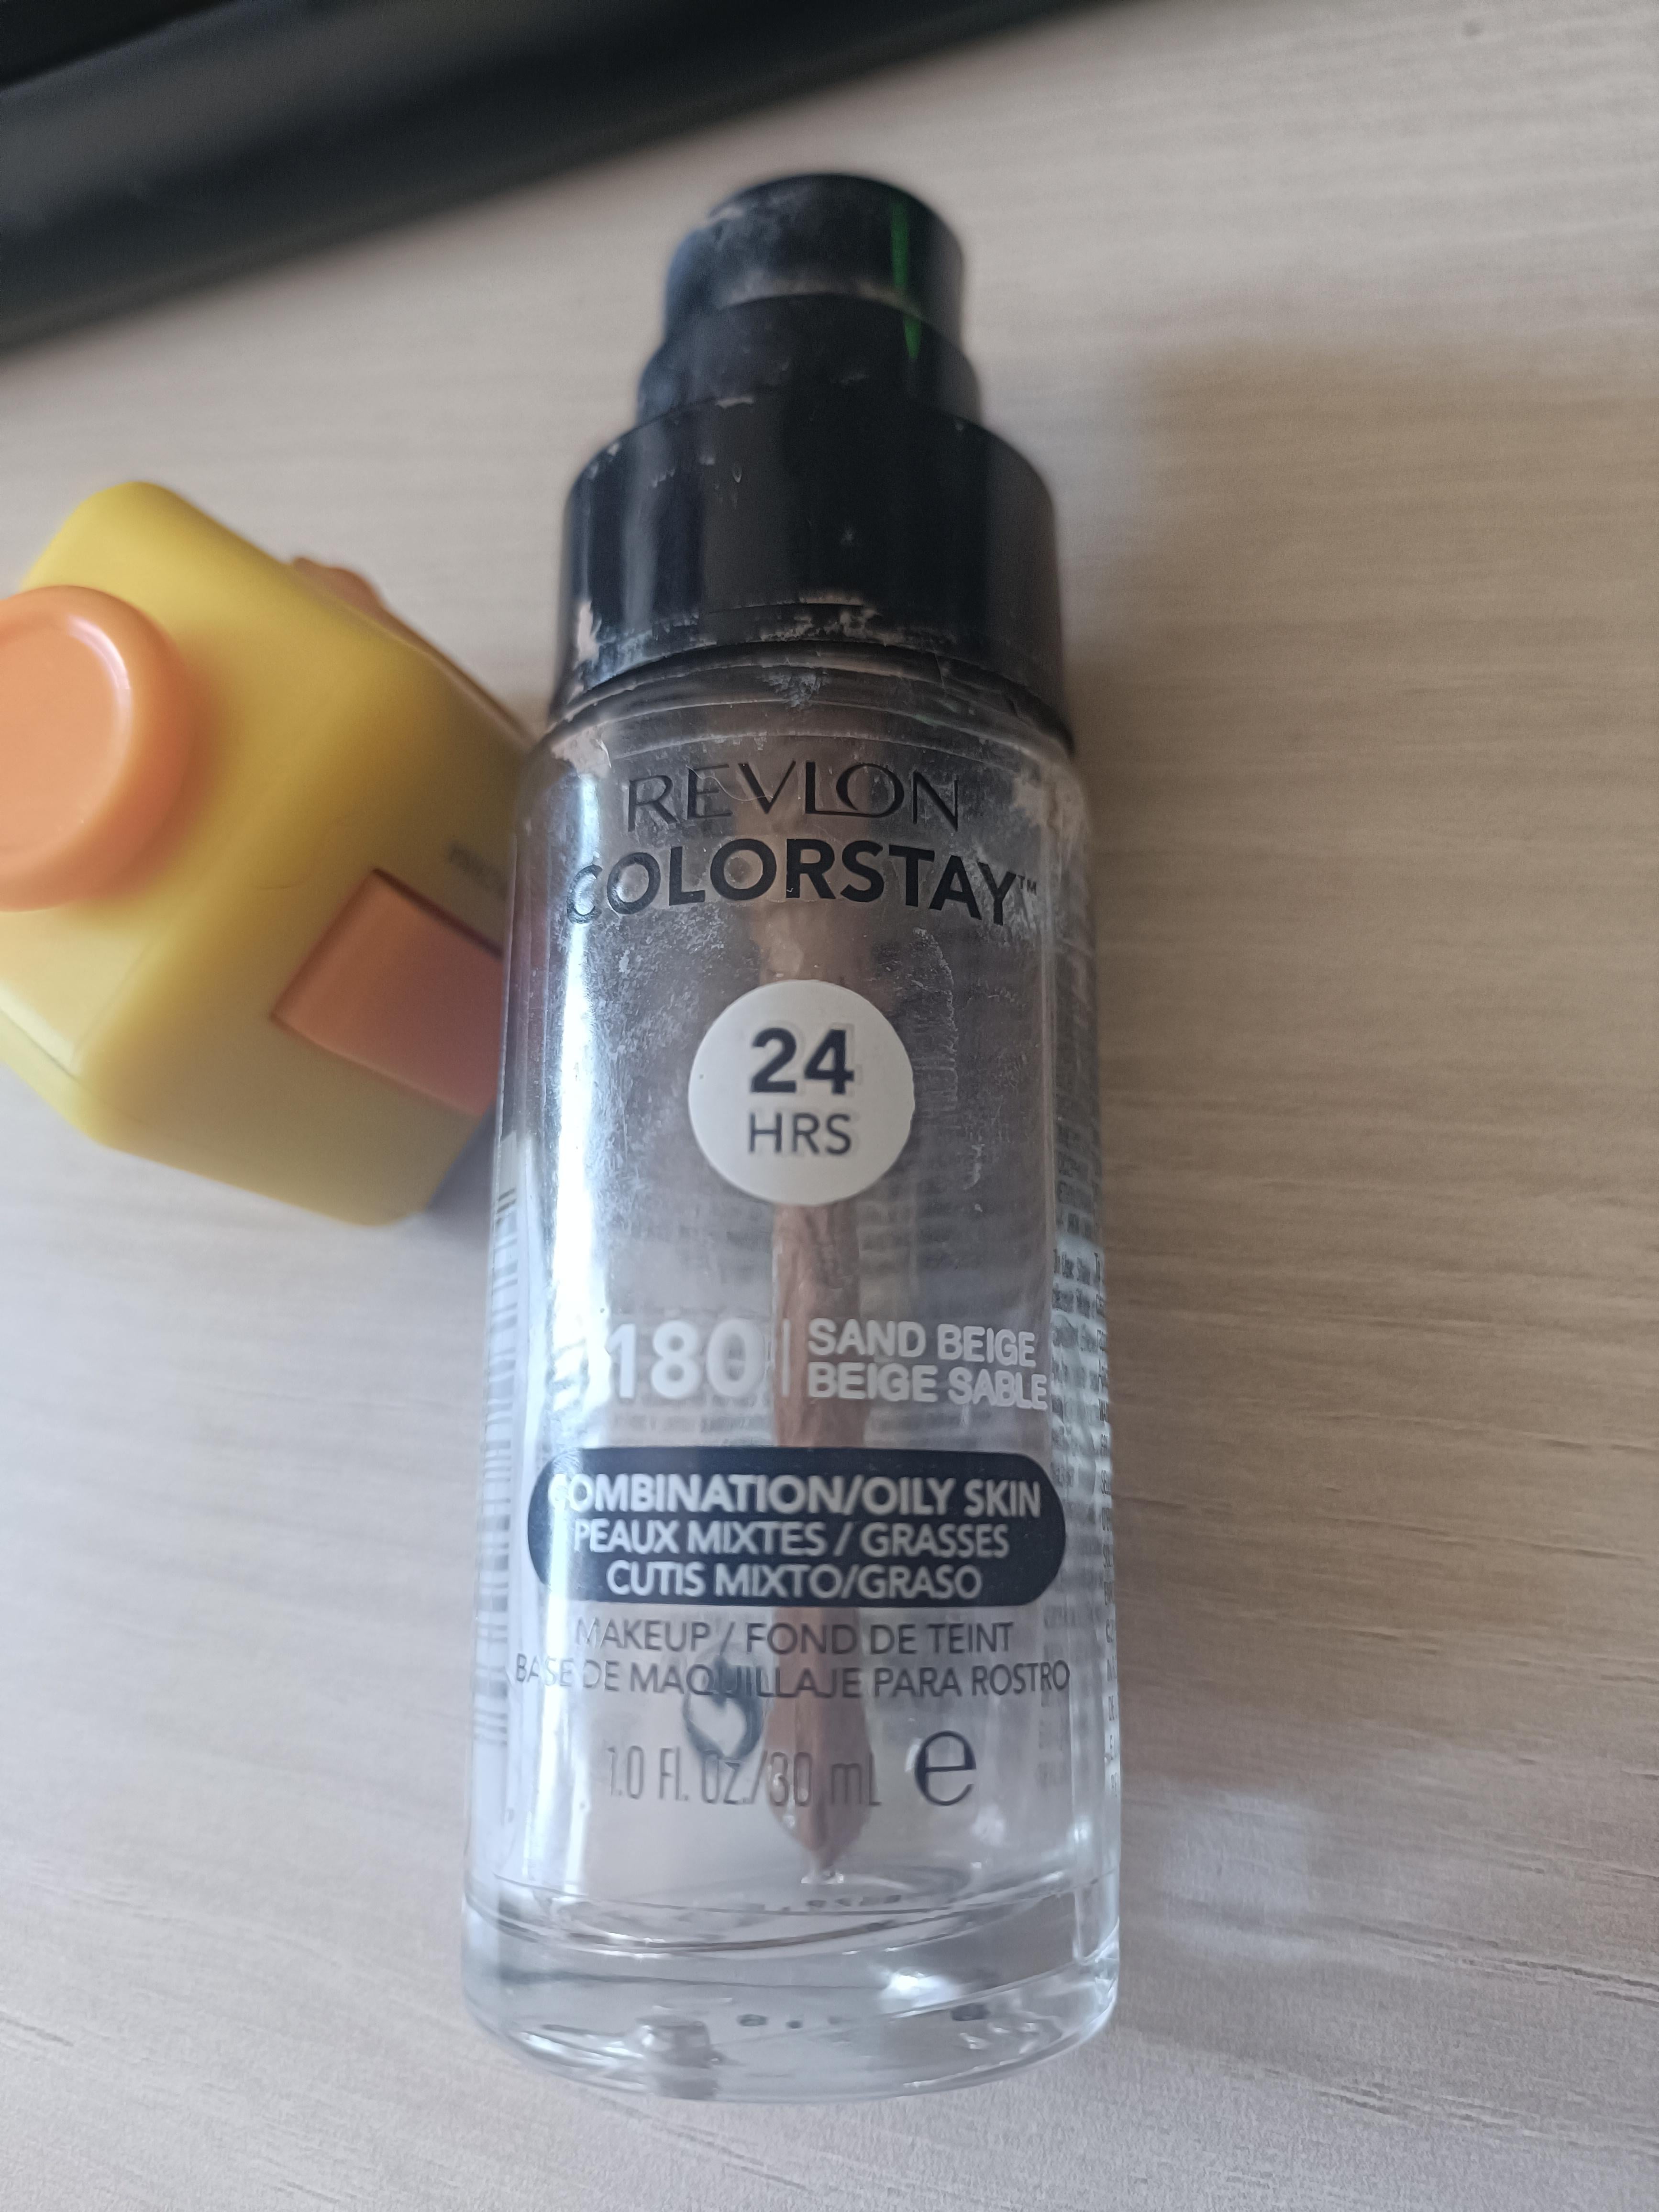 REVLON
COLORSTAY™
24
HRS
180 | SAND BEIGE
BEIGE SABLE
COMBINATION/OILY SKIN
PEAUX MIXTES / GRASSES
CUTIS MIXTO/GRASO
MAKEUP / FOND DE TEINT
BASE DE MAQUILLAJE PARA ROSTRO
1.0 Fl. Oz./30 mL e